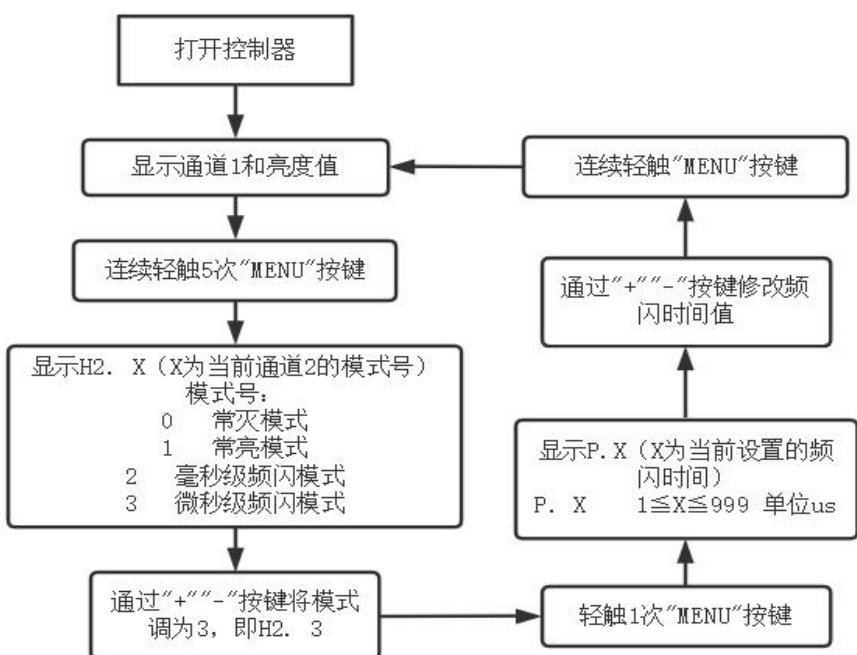 打开控制器
显示通道1和亮度值
连续轻触5次"MENU"按键
显示H2. X（X为当前通道2的模式号）
模式号:
0 常灭模式
1 常亮模式
2 毫秒级频闪模式
3 微秒级频闪模式
通过"+""-"按键将模式
调为3, 即H2. 3
轻触1次"MENU"按键
显示P.X（X为当前设置的频
闪时间）
P. X 1≦X≦999 单位us
通过"+""-"按键修改频
闪时间值
连续轻触"MENU"按键